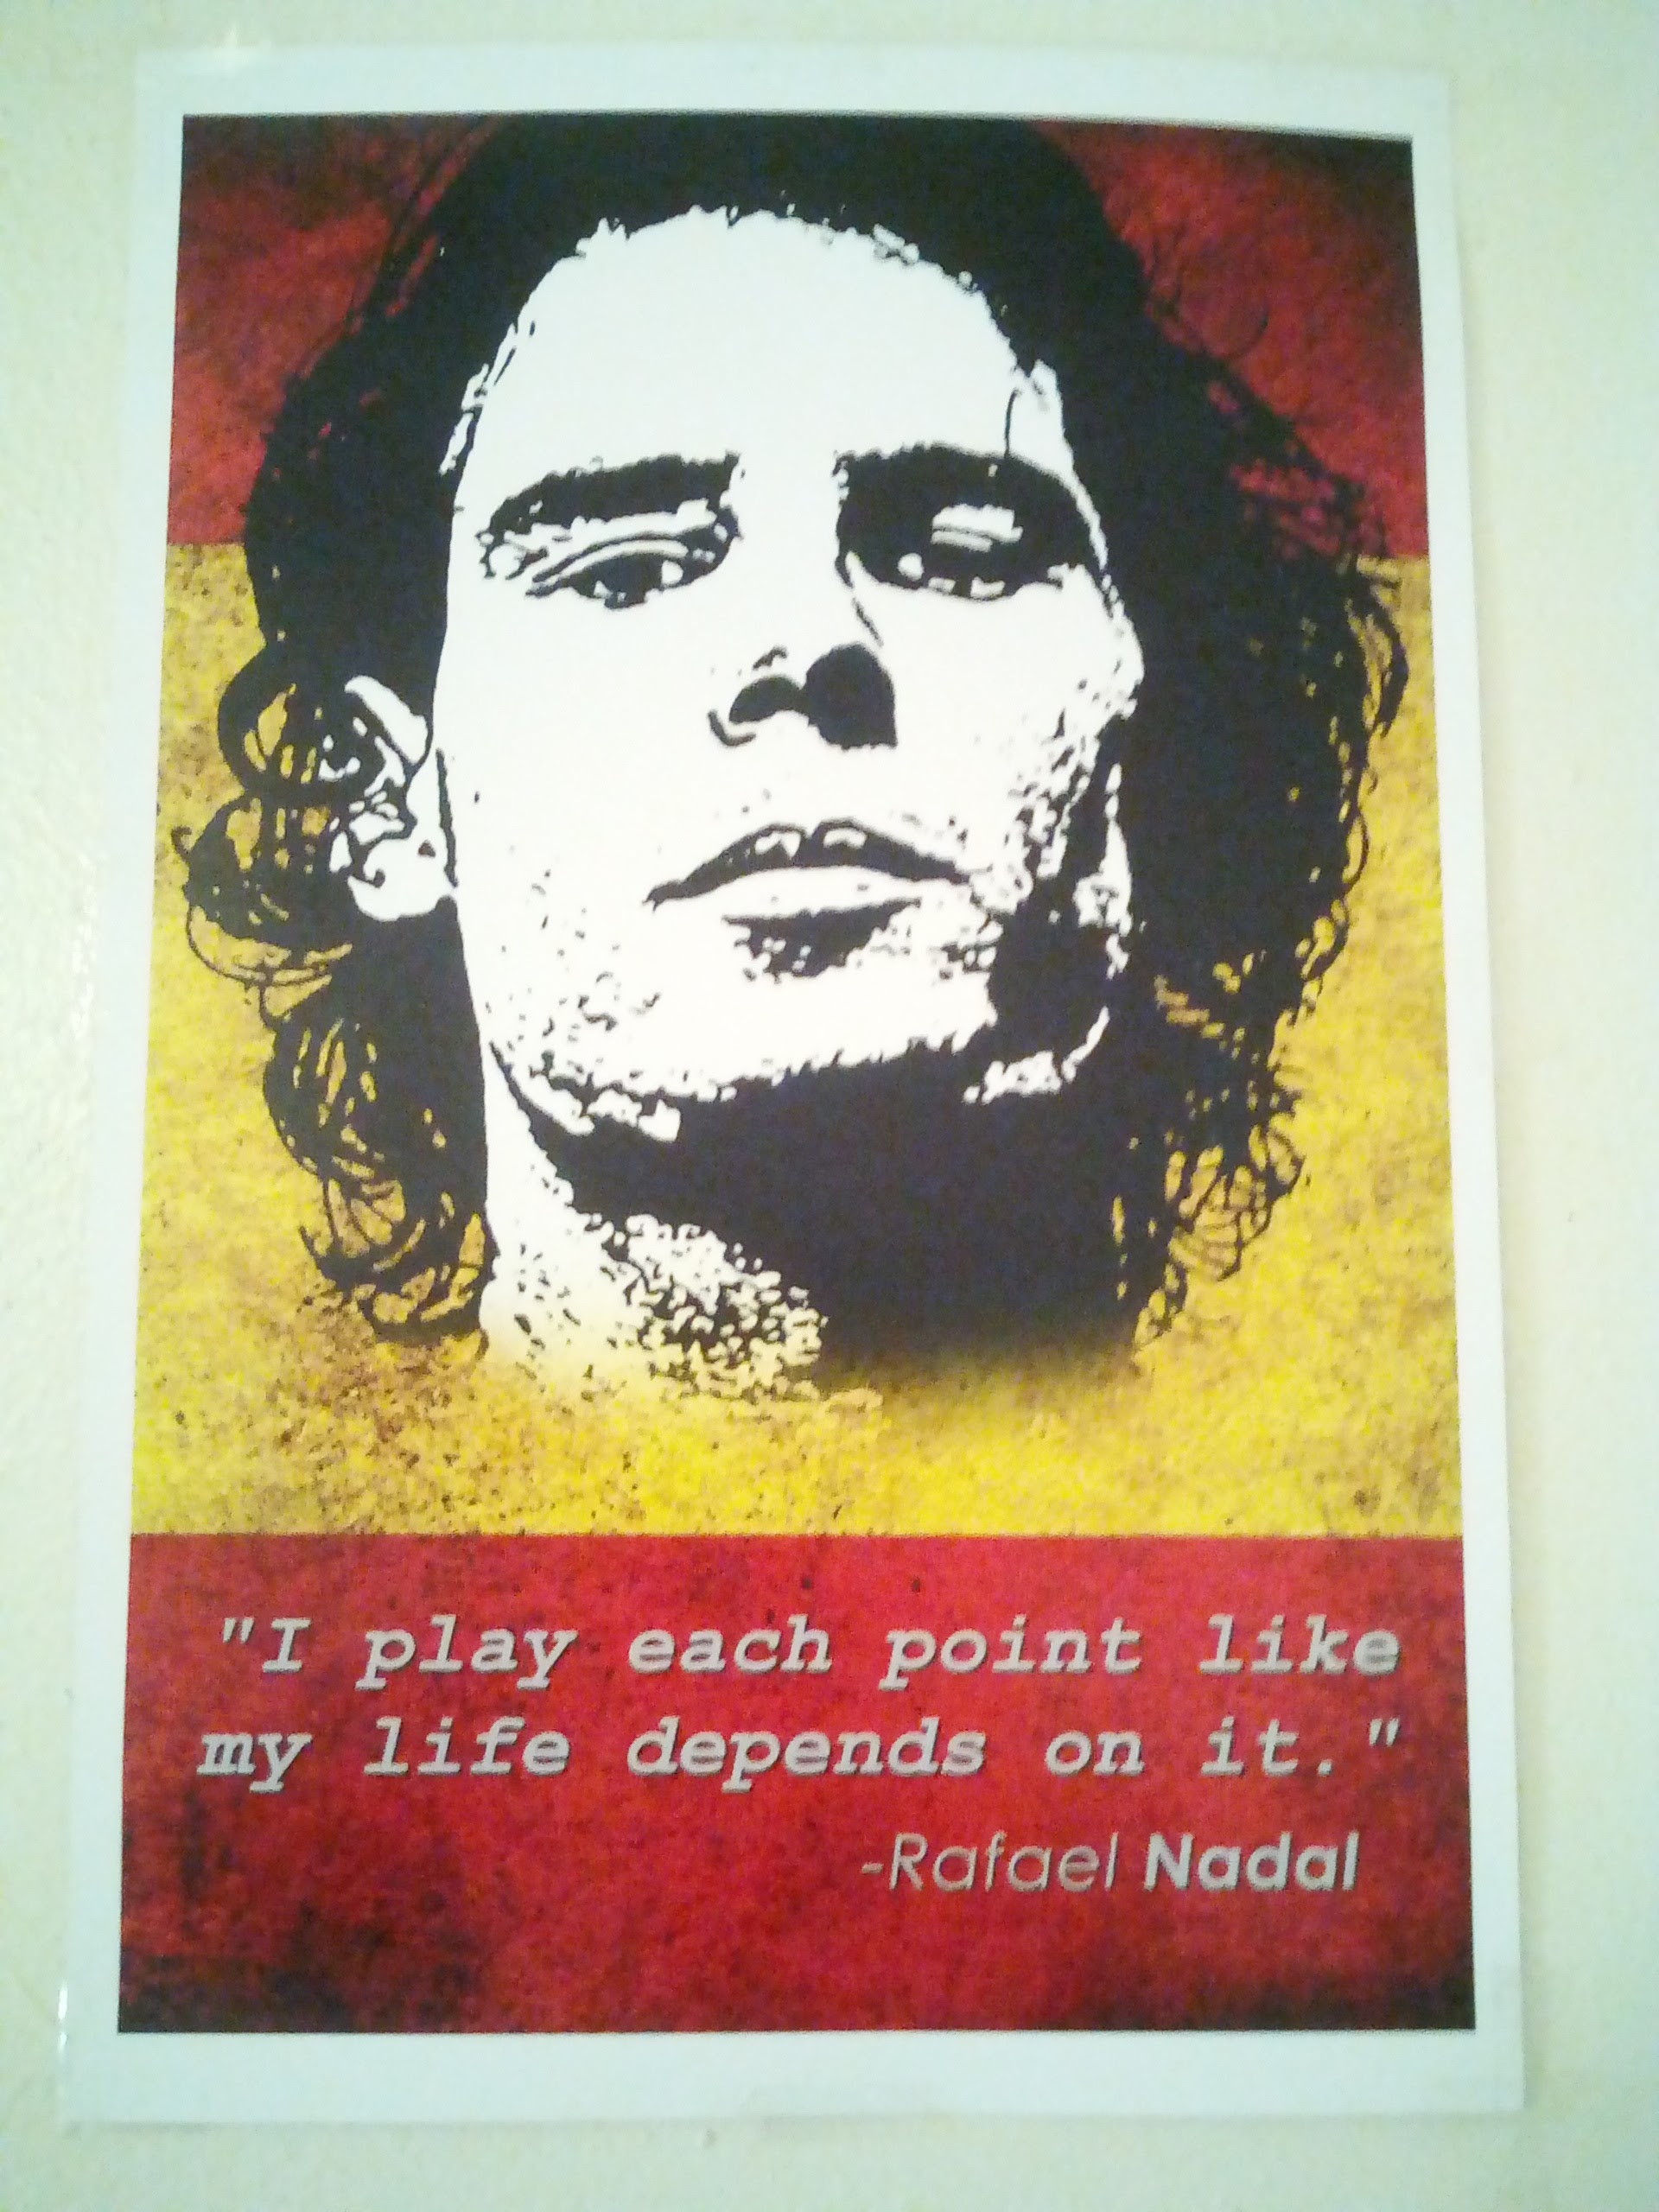 "I play each point like
my life depends on it."
-Rafael Nadal